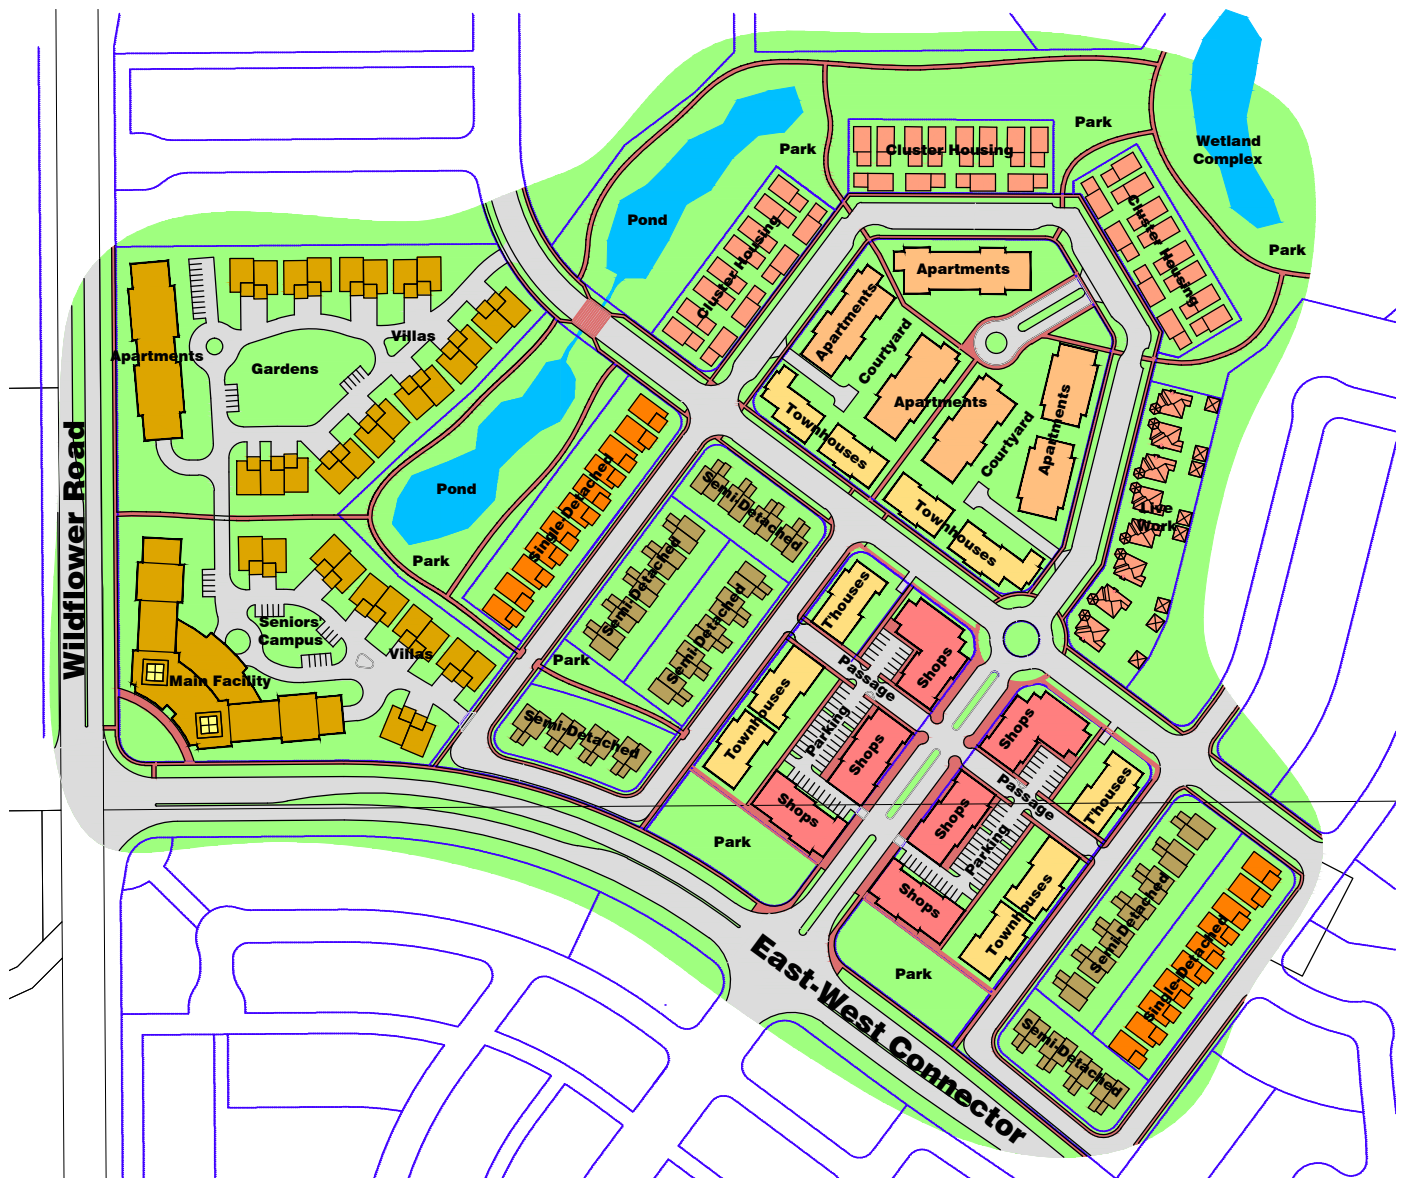 Park
Cluster Housing
Park
Wetland
Complex
Pond
Cluster Housing
Cluster Housing
Park
Apartments
Apartments
Villas
Apartments
Gardens
Courtyard
Apartments
Apartments
Townhouses
Courtyard
Townhouses
Live
Work
Pond
Park
Single-Detached
Semi-Detached
Semi-Detached
Semi-Detached
Semi-Detached
Park
Wildflower Road
Seniors'
Campus
Villas
Main Facility
T'houses
Shops
Passage
Townhouses
Parking
Shops
Shops
Park
Shops
Passage
T'houses
Shops
Parking
Shops
Townhouses
Park
Semi-Detached
Single-Detached
Semi-Detached
East-West Connector